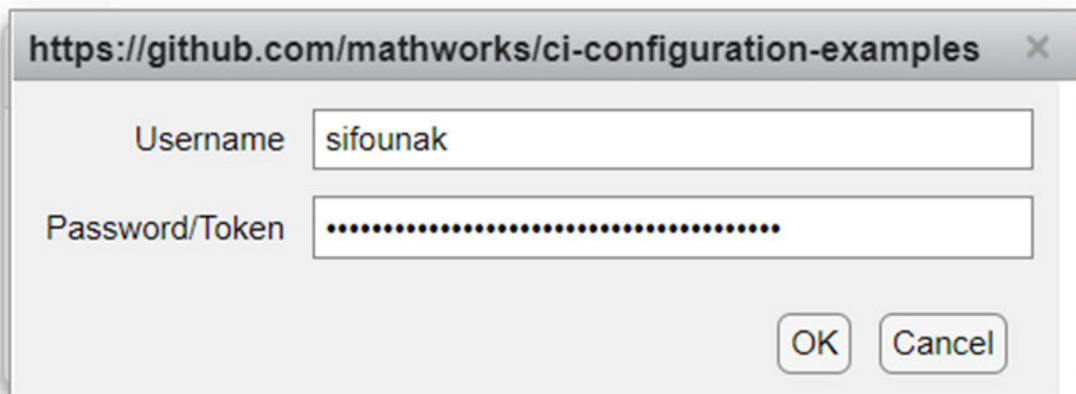 https://github.com/mathworks/ci-configuration-examples ×
Username sifounak
Password/Token ••••••••••••••••••••••••••••••••••••••••
OK Cancel